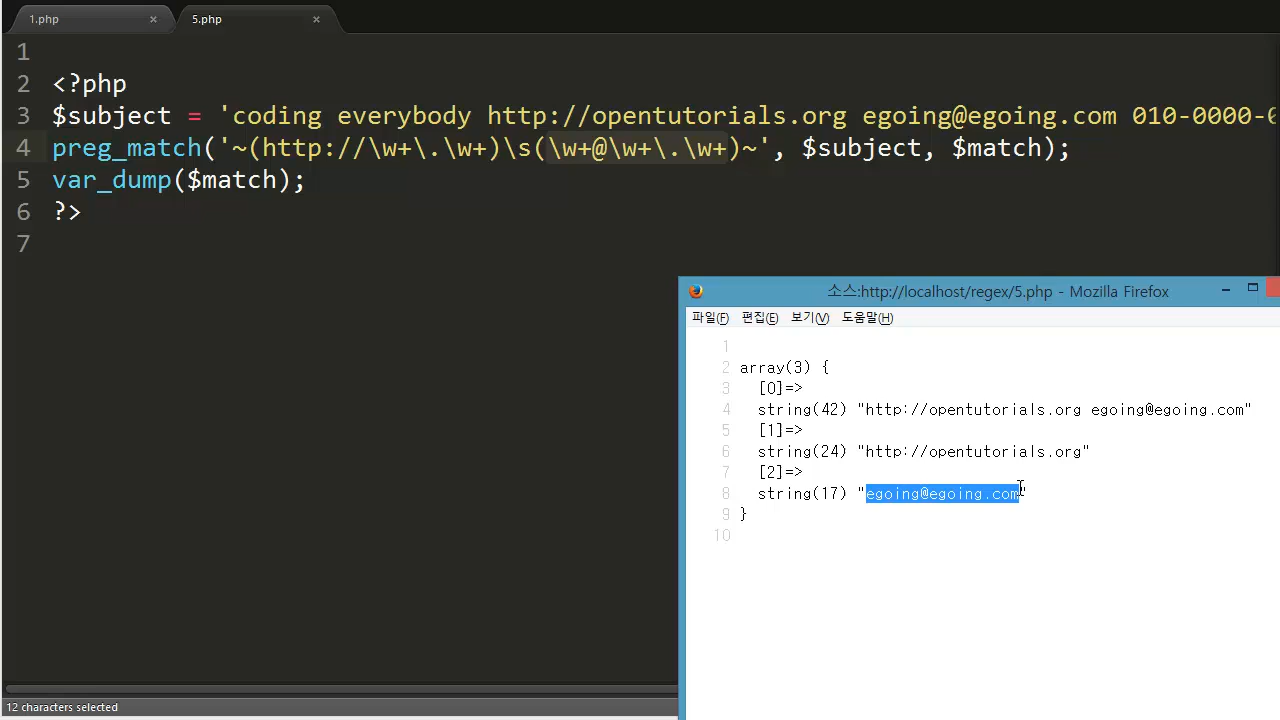 1.php × 5.php ×
1
2 <?php
3 $subject = 'coding everybody http://opentutorials.org egoing@egoing.com 010-0000-
4 preg_match('~(http://\w+\.\w+)\s(\w+@\w+\.\w+)~', $subject, $match);
5 var_dump($match);
6 ?>
7
소스:http://localhost/regex/5.php - Mozilla Firefox
파일(F) 편집(E) 보기(V) 도움말(H)
1
2 array(3) {
3 [0]=>
4 string(42) "http://opentutorials.org egoing@egoing.com"
5 [1]=>
6 string(24) "http://opentutorials.org"
7 [2]=>
8 string(17) "egoing@egoing.com"
9 }
10
12 characters selected